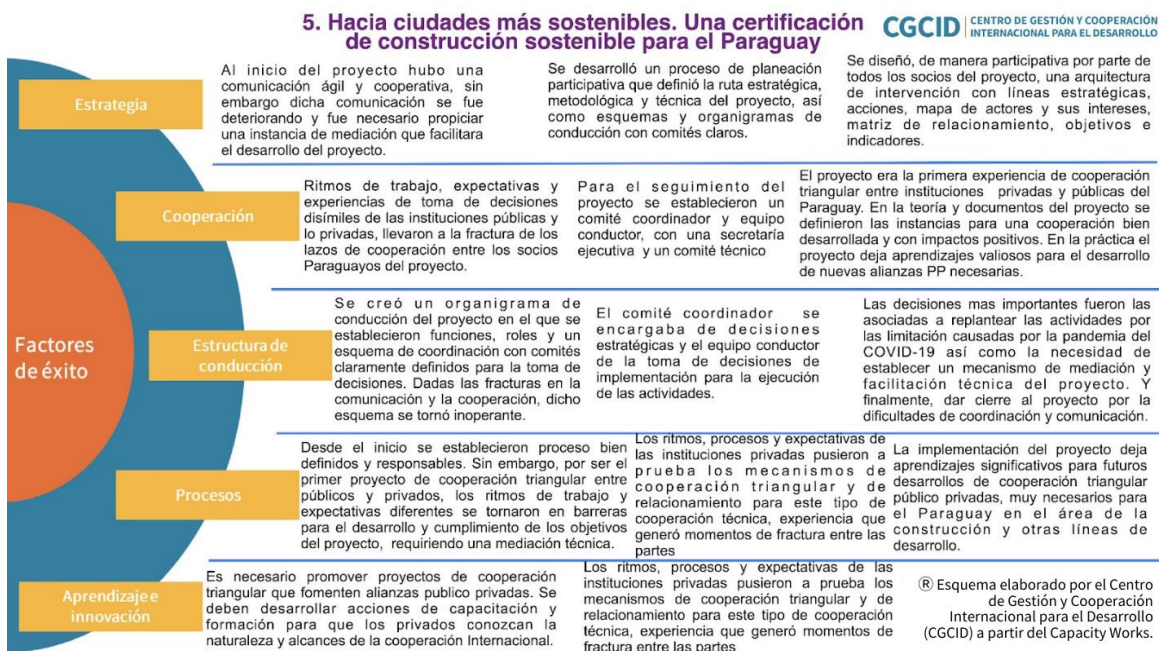 5. Hacia ciudades más sostenibles. Una certificación
de construcción sostenible para el Paraguay
CGCID
CENTRO DE GESTIÓN Y COOPERACIÓN
INTERNACIONAL PARA EL DESARROLLO
Factores
de éxito
Estrategia
Al inicio del proyecto hubo una
comunicación ágil y cooperativa, sin
embargo dicha comunicación se fue
deteriorando y fue necesario propiciar
una instancia de mediación que facilitara
el desarrollo del proyecto.
Se desarrolló un proceso de planeación
participativa que definió la ruta estratégica,
metodológica y técnica del proyecto, así
como esquemas y organigramas de
conducción con comités claros.
Se diseñó, de manera participativa por parte de
todos los socios del proyecto, una arquitectura
de intervención con líneas estratégicas,
acciones, mapa de actores y sus intereses,
matriz de relacionamiento, objetivos e
indicadores.
Cooperación
Ritmos de trabajo, expectativas y
experiencias de toma de decisiones
disímiles de las instituciones públicas y
lo privadas, llevaron a la fractura de los
lazos de cooperación entre los socios
Paraguayos del proyecto.
Para el seguimiento del
proyecto se establecieron un
comité coordinador y equipo
conductor, con una secretaría
ejecutiva y un comité técnico
El proyecto era la primera experiencia de cooperación
triangular entre instituciones privadas y públicas del
Paraguay. En la teoría y documentos del proyecto se
definieron las instancias para una cooperación bien
desarrollada y con impactos positivos. En la práctica el
proyecto deja aprendizajes valiosos para el desarrollo
de nuevas alianzas PP necesarias.
Estructura de
conducción
Se creó un organigrama de
conducción del proyecto en el que se
establecieron funciones, roles y un
esquema de coordinación con comités
claramente definidos para la toma de
decisiones. Dadas las fracturas en la
comunicación y la cooperación, dicho
esquema se tornó inoperante.
El comité coordinador se
encargaba de decisiones
estratégicas y el equipo conductor
de la toma de decisiones de
implementación para la ejecución
de las actividades.
Las decisiones mas importantes fueron las
asociadas a replantear las actividades por
las limitación causadas por la pandemia del
COVID-19 así como la necesidad de
establecer un mecanismo de mediación y
facilitación técnica del proyecto. Y
finalmente, dar cierre al proyecto por la
dificultades de coordinación y comunicación.
Procesos
Desde el inicio se establecieron proceso bien
definidos y responsables. Sin embargo, por ser el
primer proyecto de cooperación triangular entre
públicos y privados, los ritmos de trabajo y
expectativas diferentes se tornaron en barreras
para el desarrollo y cumplimiento de los objetivos
del proyecto, requiriendo una mediación técnica.
Los ritmos, procesos y expectativas de
las instituciones privadas pusieron a
prueba los mecanismos de
cooperación triangular y de
relacionamiento para este tipo de
cooperación técnica, experiencia que
generó momentos de fractura entre las
partes
La implementación del proyecto deja
aprendizajes significativos para futuros
desarrollos de cooperación triangular
público privadas, muy necesarios para
el Paraguay en el área de la
construcción y otras líneas de
desarrollo.
Aprendizaje e
innovación
Es necesario promover proyectos de cooperación
triangular que fomenten alianzas publico privadas. Se
deben desarrollar acciones de capacitación y
formación para que los privados conozcan la
naturaleza y alcances de la cooperación Internacional.
Los ritmos, procesos y expectativas de las
instituciones privadas pusieron a prueba los
mecanismos de cooperación triangular y de
relacionamiento para este tipo de cooperación
técnica, experiencia que generó momentos de
fractura entre las partes
® Esquema elaborado por el Centro
de Gestión y Cooperación
Internacional para el Desarrollo
(CGCID) a partir del Capacity Works.